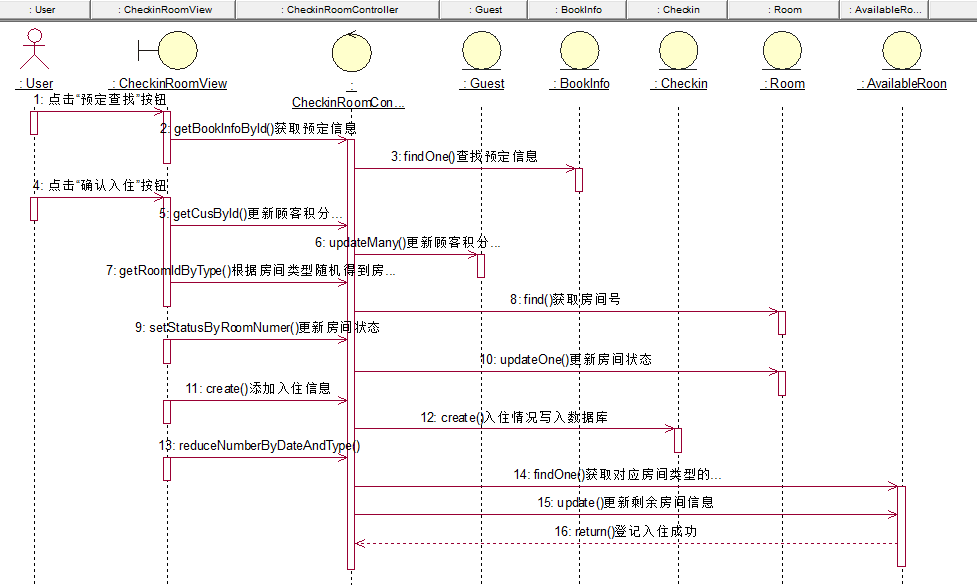 : User
: CheckinRoomView
: CheckinRoomController
: Guest
: BookInfo
: Checkin
: Room
: AvailableRo...
: User
: CheckinRoomView
:
CheckinRoomCon...
: Guest
: BookInfo
: Checkin
: Room
: AvailableRoon
1: 点击“预定查找”按钮
2: getBookInfoById()获取预定信息
3: findOne()查找预定信息
4: 点击“确认入住”按钮
5: getCusById()更新顾客积分...
6: updateMany()更新顾客积分...
7: getRoomIdByType()根据房间类型随机得到房...
8: find()获取房间号
9: setStatusByRoomNumer()更新房间状态
10: updateOne()更新房间状态
11: create()添加入住信息
12: create()入住情况写入数据库
13: reduceNumberByDateAndType()
14: findOne()获取对应房间类型的...
15: update()更新剩余房间信息
16: return()登记入住成功